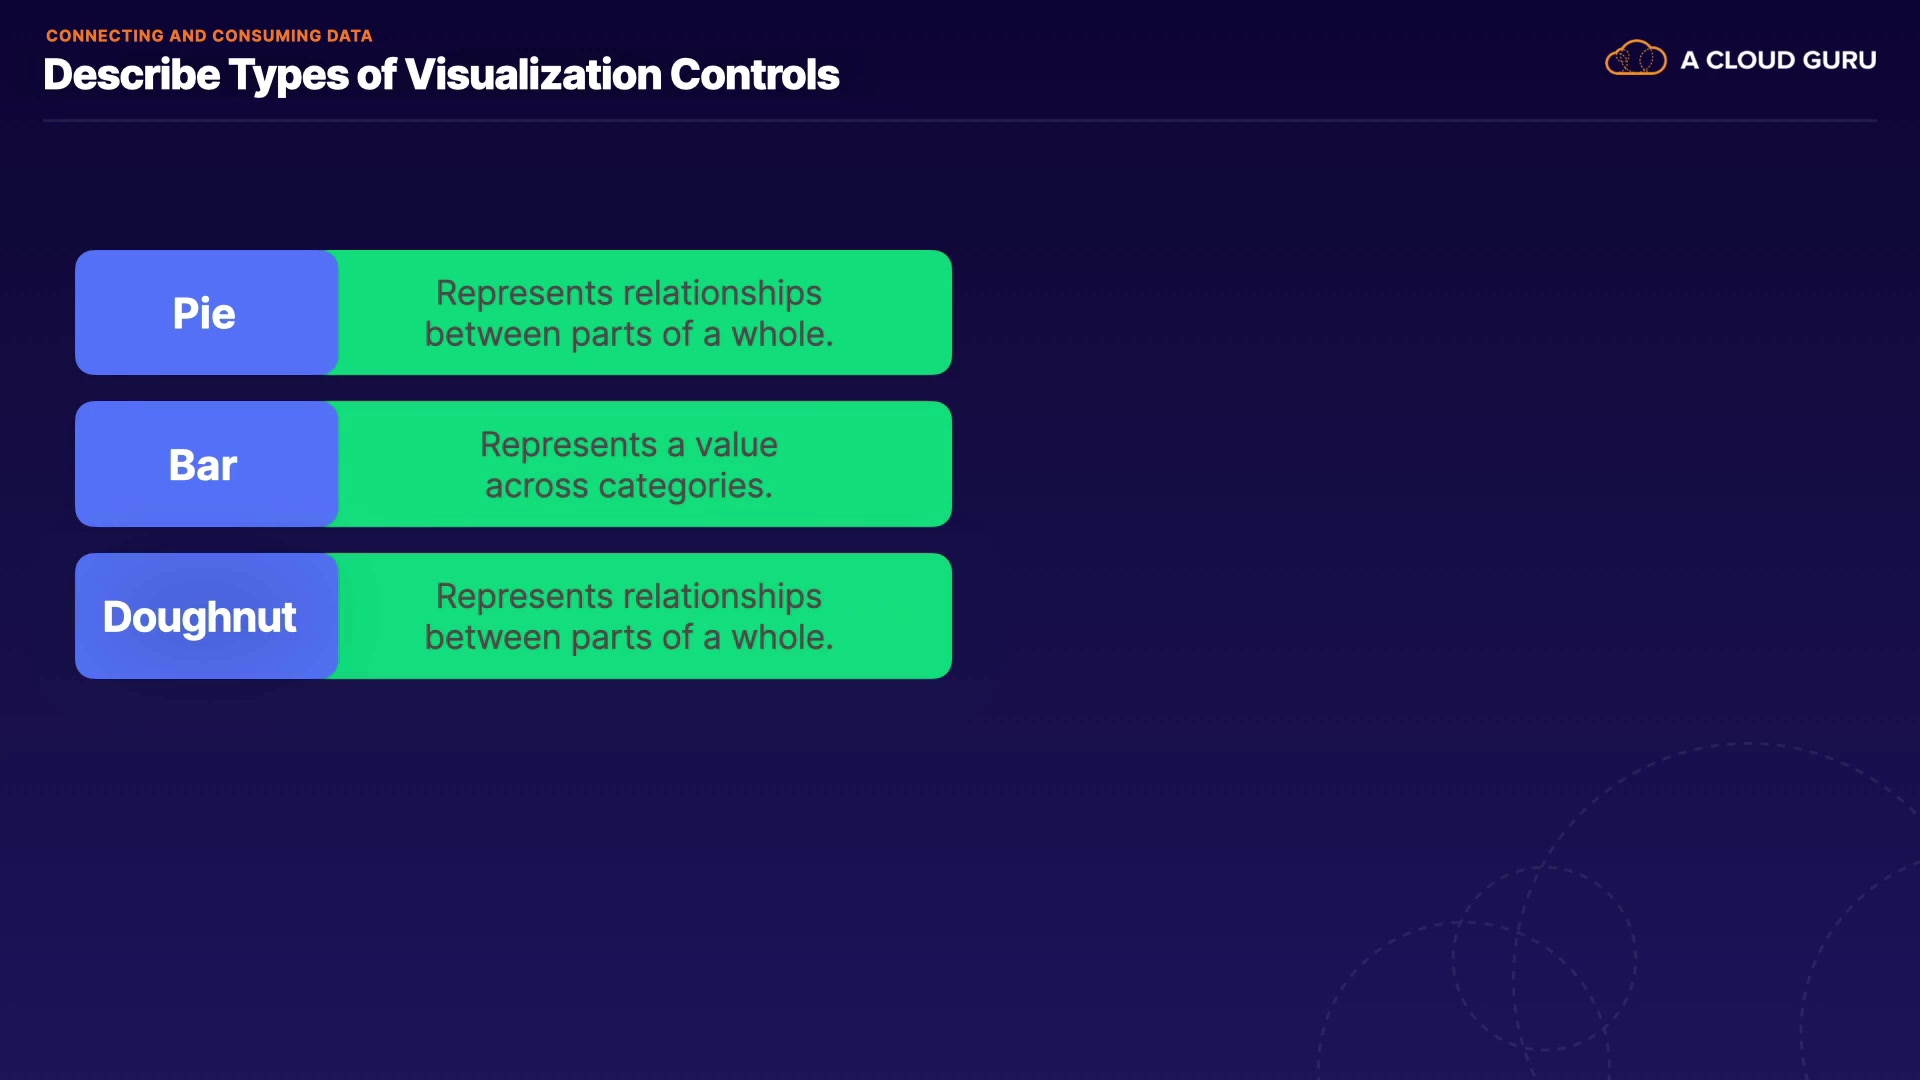 CONNECTING AND CONSUMING DATA
Describe Types of Visualization Controls
A CLOUD GURU
Pie
Represents relationships
between parts of a whole.
Bar
Represents a value
across categories.
Doughnut
Represents relationships
between parts of a whole.